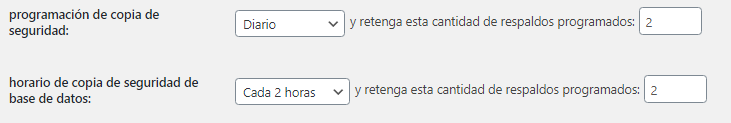 programación de copia de seguridad:
Diario y retenga esta cantidad de respaldos programados: 2
horario de copia de seguridad de base de datos:
Cada 2 horas y retenga esta cantidad de respaldos programados: 2